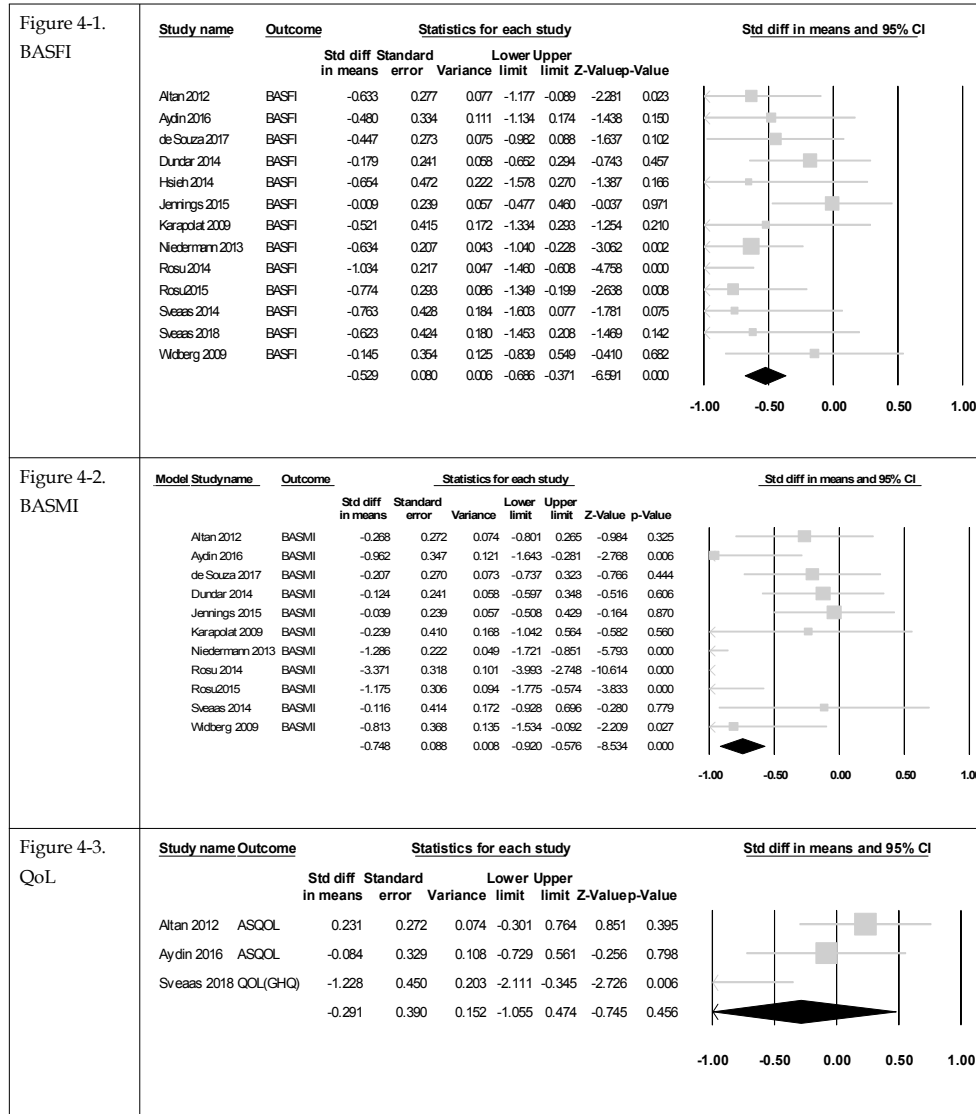 Figure 4-1.
BASFI
Study name Outcome Statistics for each study Std diff in means and 95% CI
Std diff Standard Lower Upper
in means error Variance limit limit Z-Value p-Value
Altan 2012 BASFI -0.633 0.277 0.077 -1.177 -0.089 -2.281 0.023
Aydin 2016 BASFI -0.480 0.334 0.111 -1.134 0.174 -1.438 0.150
de Souza 2017 BASFI -0.447 0.273 0.075 -0.982 0.088 -1.637 0.102
Dundar 2014 BASFI -0.179 0.241 0.058 -0.652 0.294 -0.743 0.457
Hsieh 2014 BASFI -0.654 0.472 0.222 -1.578 0.270 -1.387 0.166
Jennings 2015 BASFI -0.009 0.239 0.057 -0.477 0.460 -0.037 0.971
Karapolat 2009 BASFI -0.521 0.415 0.172 -1.334 0.293 -1.254 0.210
Niedermann 2013 BASFI -0.634 0.207 0.043 -1.040 -0.228 -3.062 0.002
Rosu 2014 BASFI -1.034 0.217 0.047 -1.460 -0.608 -4.758 0.000
Rosu2015 BASFI -0.774 0.293 0.086 -1.349 -0.199 -2.638 0.008
Sveaas 2014 BASFI -0.763 0.428 0.184 -1.603 0.077 -1.781 0.075
Sveaas 2018 BASFI -0.623 0.424 0.180 -1.453 0.208 -1.469 0.142
Widberg 2009 BASFI -0.145 0.354 0.125 -0.839 0.549 -0.410 0.682
-0.529 0.080 0.006 -0.686 -0.371 -6.591 0.000
-1.00 -0.50 0.00 0.50 1.00
Figure 4-2.
BASMI
Model Studyname Outcome Statistics for each study Std diff in means and 95% CI
Std diff Standard Lower Upper
in means error Variance limit limit Z-Value p-Value
Altan 2012 BASMI -0.268 0.272 0.074 -0.801 0.265 -0.984 0.325
Aydin 2016 BASMI -0.962 0.347 0.121 -1.643 -0.281 -2.768 0.006
de Souza 2017 BASMI -0.207 0.270 0.073 -0.737 0.323 -0.766 0.444
Dundar 2014 BASMI -0.124 0.241 0.058 -0.597 0.348 -0.516 0.606
Jennings 2015 BASMI -0.039 0.239 0.057 -0.508 0.429 -0.164 0.870
Karapolat 2009 BASMI -0.239 0.410 0.168 -1.042 0.564 -0.582 0.560
Niedermann 2013 BASMI -1.286 0.222 0.049 -1.721 -0.851 -5.793 0.000
Rosu 2014 BASMI -3.371 0.318 0.101 -3.993 -2.748 -10.614 0.000
Rosu2015 BASMI -1.175 0.306 0.094 -1.775 -0.574 -3.833 0.000
Sveaas 2014 BASMI -0.116 0.414 0.172 -0.928 0.696 -0.280 0.779
Widberg 2009 BASMI -0.813 0.368 0.135 -1.534 -0.092 -2.209 0.027
-0.748 0.088 0.008 -0.920 -0.576 -8.534 0.000
-1.00 -0.50 0.00 0.50 1.00
Figure 4-3.
QoL
Study name Outcome Statistics for each study Std diff in means and 95% CI
Std diff Standard Lower Upper
in means error Variance limit limit Z-Value p-Value
Altan 2012 ASQOL 0.231 0.272 0.074 -0.301 0.764 0.851 0.395
Aydin 2016 ASQOL -0.084 0.329 0.108 -0.729 0.561 -0.256 0.798
Sveaas 2018 QOL(GHQ) -1.228 0.450 0.203 -2.111 -0.345 -2.726 0.006
-0.291 0.390 0.152 -1.055 0.474 -0.745 0.456
-1.00 -0.50 0.00 0.50 1.00